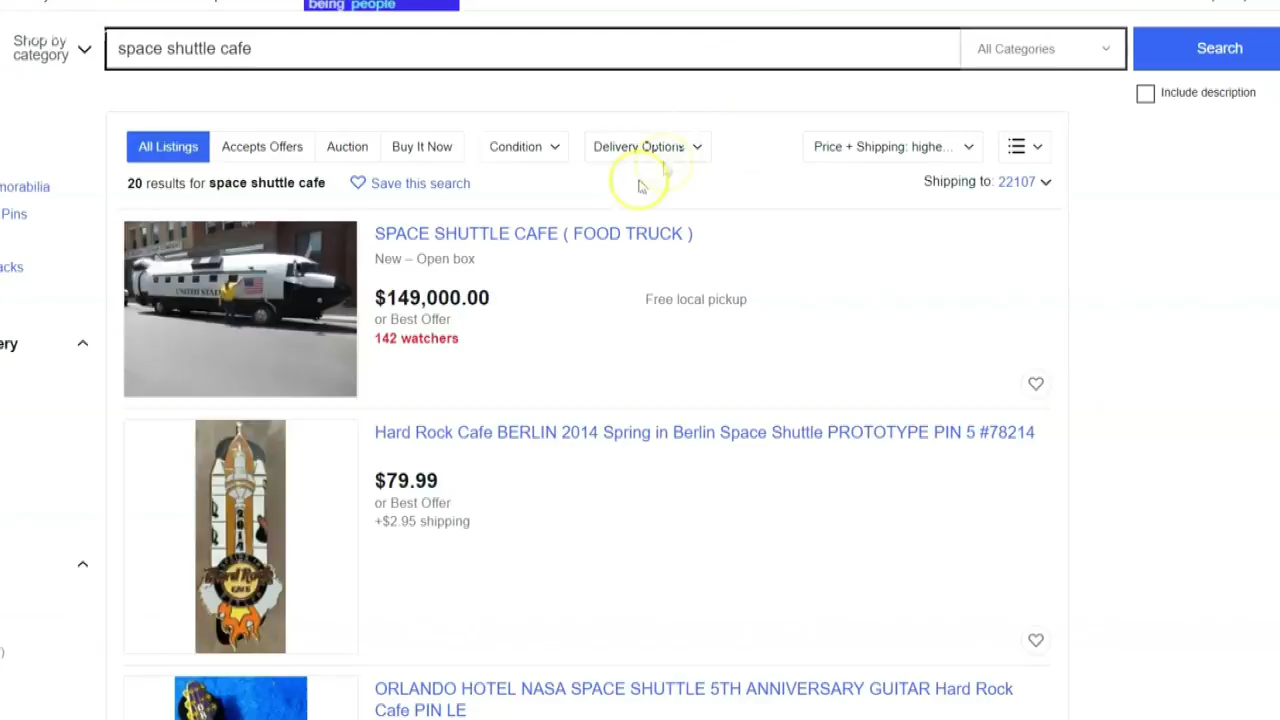 being people
Shop by
category
space shuttle cafe
All Categories
Search
Include description
All Listings
Accepts Offers
Auction
Buy It Now
Condition
Delivery Options
Price + Shipping: highe...
20 results for space shuttle cafe
Save this search
Shipping to: 22107
morabilia
Pins
acks
ery
)
SPACE SHUTTLE CAFE ( FOOD TRUCK )
New – Open box
$149,000.00
or Best Offer
142 watchers
Free local pickup
UNITED STA
Hard Rock Cafe BERLIN 2014 Spring in Berlin Space Shuttle PROTOTYPE PIN 5 #78214
$79.99
or Best Offer
+$2.95 shipping
Hard Rock
CAFE
ORLANDO HOTEL NASA SPACE SHUTTLE 5TH ANNIVERSARY GUITAR Hard Rock
Cafe PIN LE